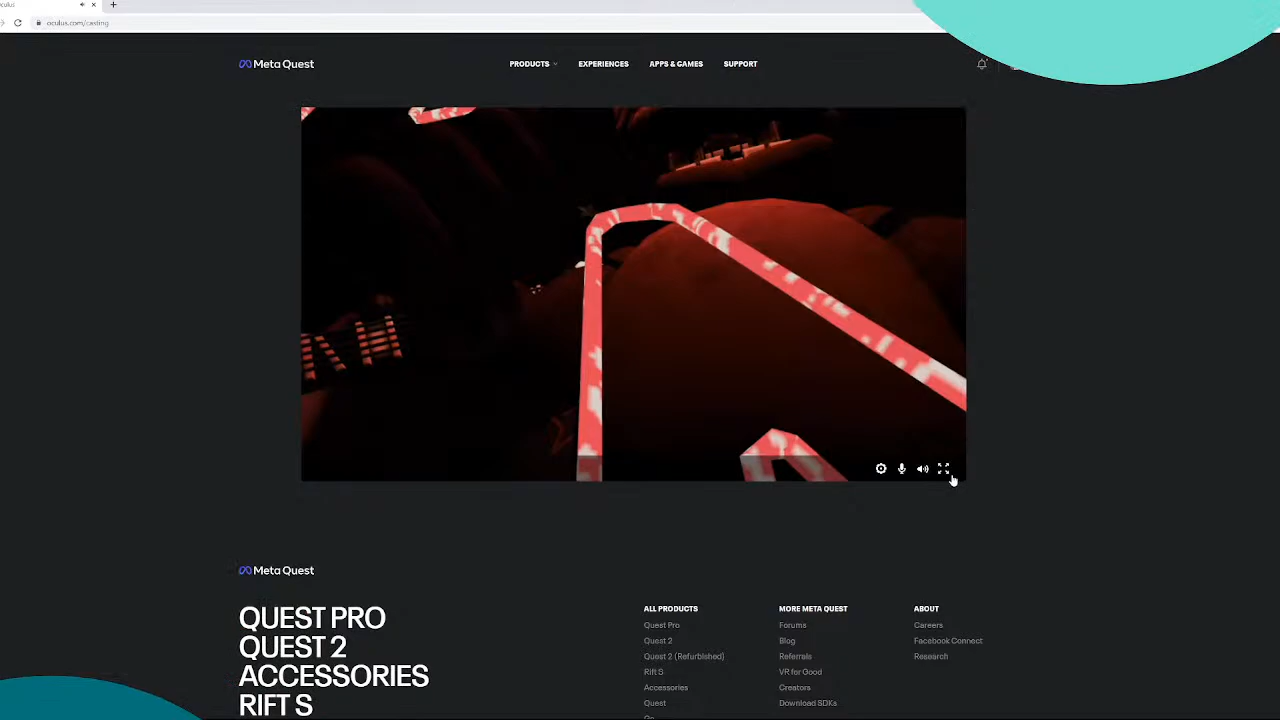 oculus.com/casting
Meta Quest
PRODUCTS
EXPERIENCES
APPS & GAMES
SUPPORT
Meta Quest
QUEST PRO
QUEST 2
ACCESSORIES
RIFT S
ALL PRODUCTS
Quest Pro
Quest 2
Quest 2 (Refurbished)
Rift S
Accessories
Quest
Go
MORE META QUEST
Forums
Blog
Referrals
VR for Good
Creators
Download SDKs
ABOUT
Careers
Facebook Connect
Research